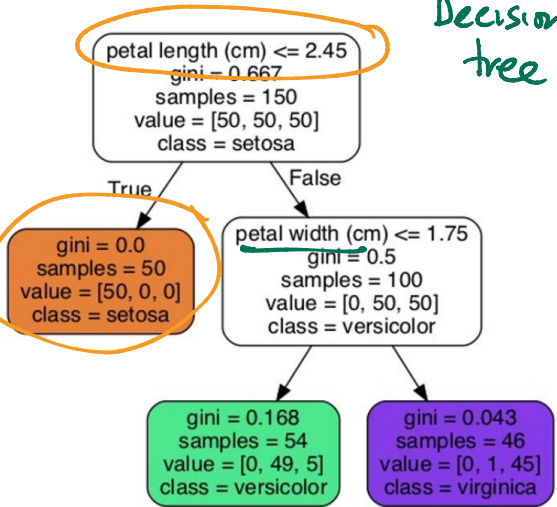 Decision
tree
petal length (cm) <= 2.45
gini = 0.667
samples = 150
value = [50, 50, 50]
class = setosa
True
False
gini = 0.0
samples = 50
value = [50, 0, 0]
class = setosa
petal width (cm) <= 1.75
gini = 0.5
samples = 100
value = [0, 50, 50]
class = versicolor
gini = 0.168
samples = 54
value = [0, 49, 5]
class = versicolor
gini = 0.043
samples = 46
value = [0, 1, 45]
class = virginica